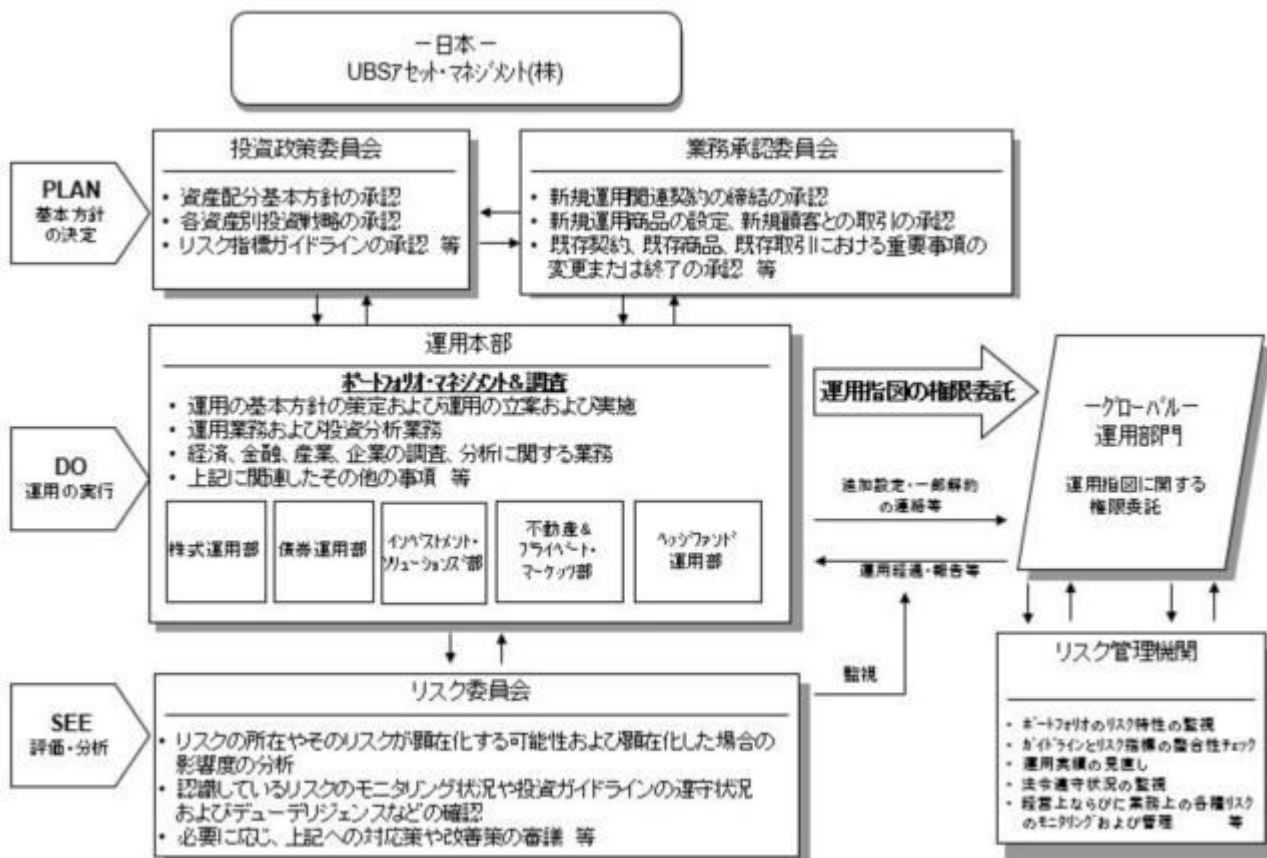 －日本－
UBSアセット・マネジメント(株)
PLAN
基本方針
の決定
投資政策委員会
・ 資産配分基本方針の承認
・ 各資産別投資戦略の承認
・ リスク指標ガイドラインの承認 等
業務承認委員会
・ 新規運用関連契約の締結の承認
・ 新規運用商品の設定、新規顧客との取引の承認
・ 既存契約、既存商品、既存取引における重要事項の
変更または終了の承認 等
DO
運用の実行
運用本部
ポートフォリオ・マネジメント＆調査
・ 運用の基本方針の策定および運用の立案および実施
・ 運用業務および投資分析業務
・ 経済、金融、産業、企業の調査、分析に関する業務
・ 上記に関連したその他の事項 等
株式運用部
債券運用部
インベストメント・
ソリューションズ部
不動産＆
プライベート・
マーケッツ部
ヘッジファンド
運用部
運用指図の権限委託
追加設定・一部解約
の連絡等
運用経過・報告等
監視
－グローバル－
運用部門
運用指図に関する
権限委託
SEE
評価・分析
リスク委員会
・ リスクの所在やそのリスクが顕在化する可能性および顕在化した場合の
影響度の分析
・ 認識しているリスクのモニタリング状況や投資ガイドラインの遵守状況
およびデューデリジェンスなどの確認
・ 必要に応じ、上記への対応策や改善策の審議 等
リスク管理機関
・ ポートフォリオのリスク特性の監視
・ ガイドラインとリスク指標の整合性チェック
・ 運用実績の見直し
・ 法令遵守状況の監視
・ 経営上ならびに業務上の各種リスク
のモニタリングおよび管理 等